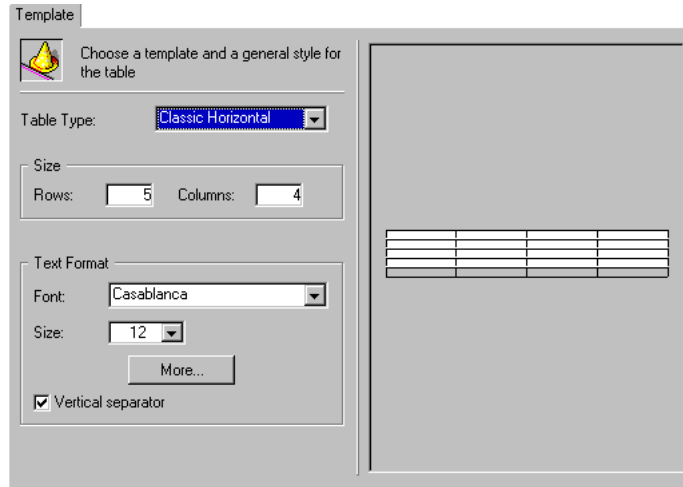 Template
Choose a template and a general style for
the table
Table Type: Classic Horizontal
Size
Rows: 5 Columns: 4
Text Format
Font: Casablanca
Size: 12
More...
Vertical separator